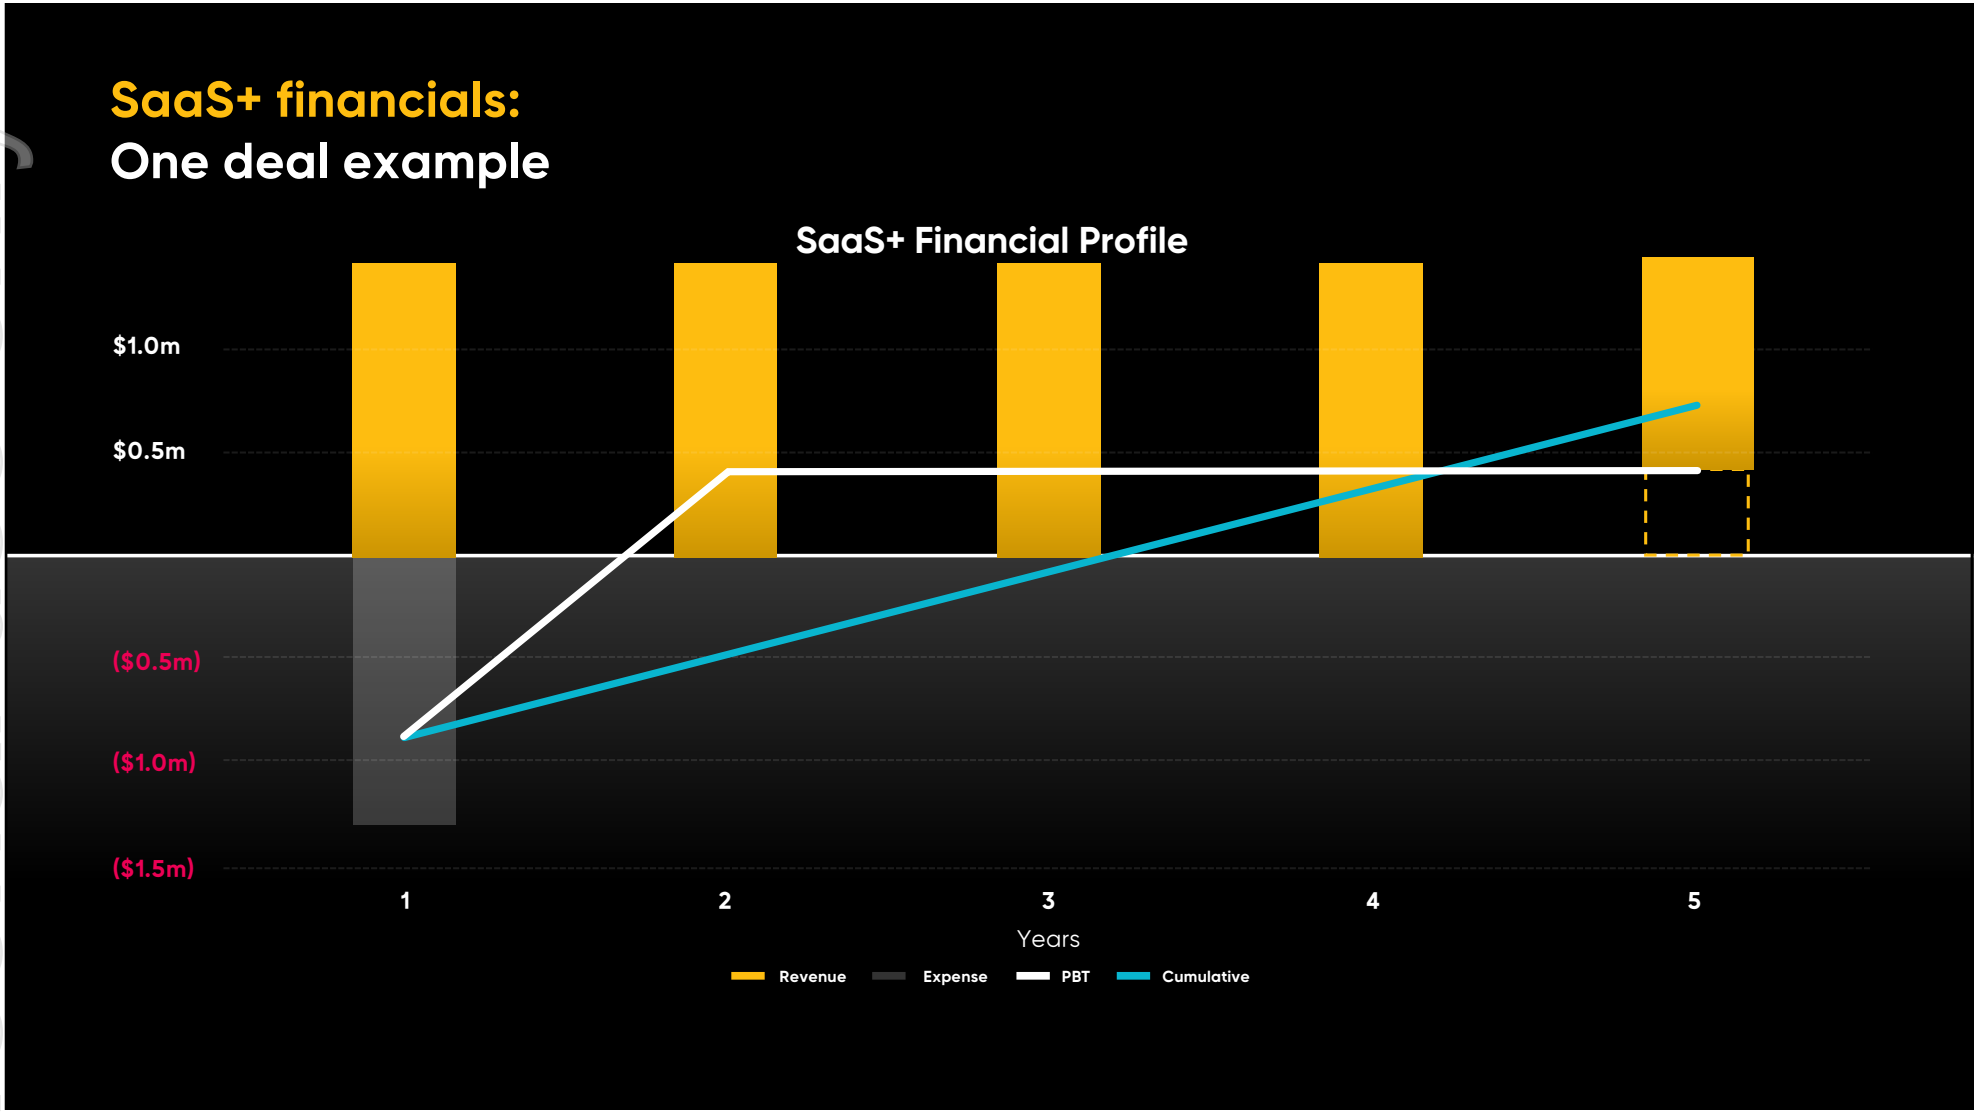 SaaS+ financials:
One deal example
SaaS+ Financial Profile
$1.0m
$0.5m
($0.5m)
($1.0m)
($1.5m)
1 2 3 4 5
Years
Revenue Expense PBT Cumulative